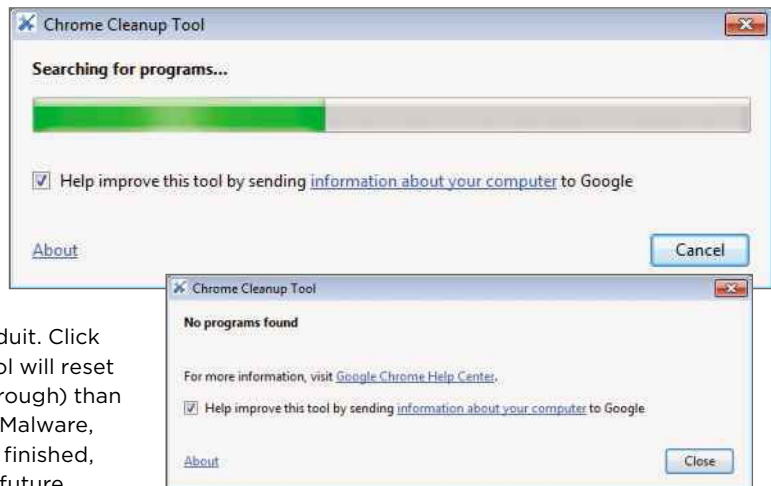 Chrome Cleanup Tool
Searching for programs...
Help improve this tool by sending information about your computer to Google
About
Cancel
Chrome Cleanup Tool
No programs found
For more information, visit Google Chrome Help Center.
Help improve this tool by sending information about your computer to Google
About
Close
duit. Click
ol will reset
rough) than
Malware,
finished,
future